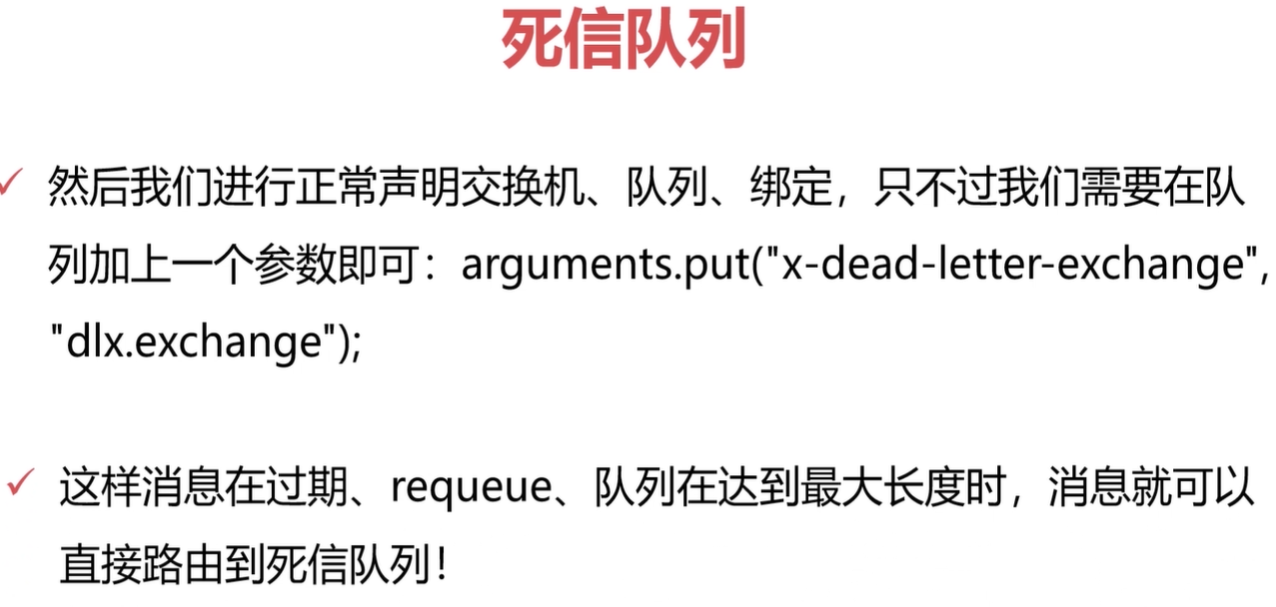 死信队列
然后我们进行正常声明交换机、队列、绑定，只不过我们需要在队
列加上一个参数即可：arguments.put("x-dead-letter-exchange",
"dlx.exchange");
这样消息在过期、requeue、队列在达到最大长度时，消息就可以
直接路由到死信队列！